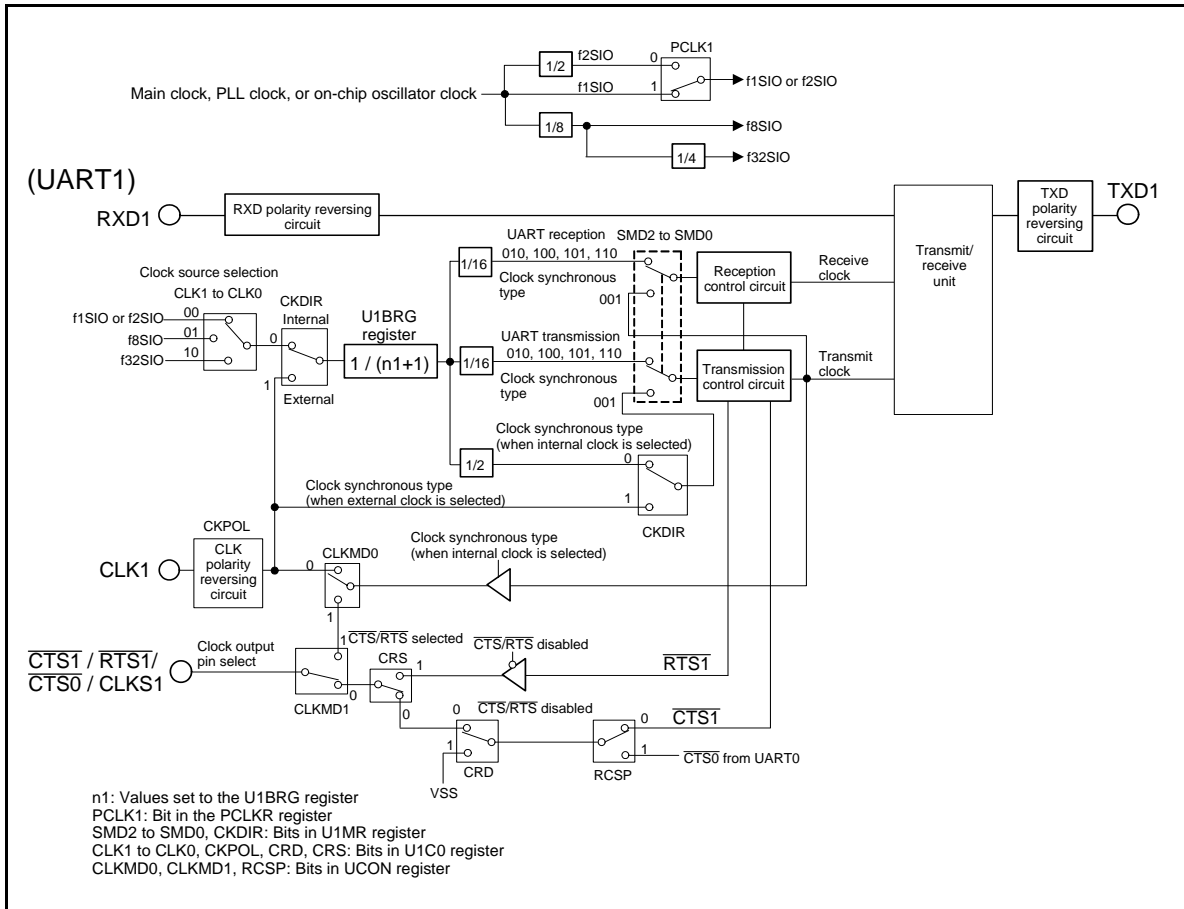 f2SIO
PCLK1
1/2
0
f1SIO
1
f1SIO or f2SIO
Main clock, PLL clock, or on-chip oscillator clock
1/8
f8SIO
1/4
f32SIO
(UART1)
RXD1
RXD polarity reversing
circuit
TXD
polarity
reversing
circuit
TXD1
Transmit/
receive
unit
UART reception
SMD2 to SMD0
1/16
010, 100, 101, 110
Clock synchronous
type
001
Reception
control circuit
Receive
clock
Clock source selection
CLK1 to CLK0
f1SIO or f2SIO
00
f8SIO
01
f32SIO
10
CKDIR
Internal
0
1
External
U1BRG
register
1 / (n1+1)
UART transmission
1/16
010, 100, 101, 110
Clock synchronous
type
001
Transmission
control circuit
Transmit
clock
Clock synchronous type
(when internal clock is selected)
1/2
0
Clock synchronous type
(when external clock is selected)
1
CKDIR
CKPOL
CLK1
CLK
polarity
reversing
circuit
CLKMD0
0
1
Clock synchronous type
(when internal clock is selected)
CTS1 / RTS1/
CTS0 / CLKS1
Clock output
pin select
1
CTS/RTS selected
0
CLKMD1
CRS
1
0
CTS/RTS disabled
RTS1
CTS/RTS disabled
0
1
CRD
VSS
RCSP
0
CTS1
1
CTS0 from UART0
n1: Values set to the U1BRG register
PCLK1: Bit in the PCLKR register
SMD2 to SMD0, CKDIR: Bits in U1MR register
CLK1 to CLK0, CKPOL, CRD, CRS: Bits in U1C0 register
CLKMD0, CLKMD1, RCSP: Bits in UCON register